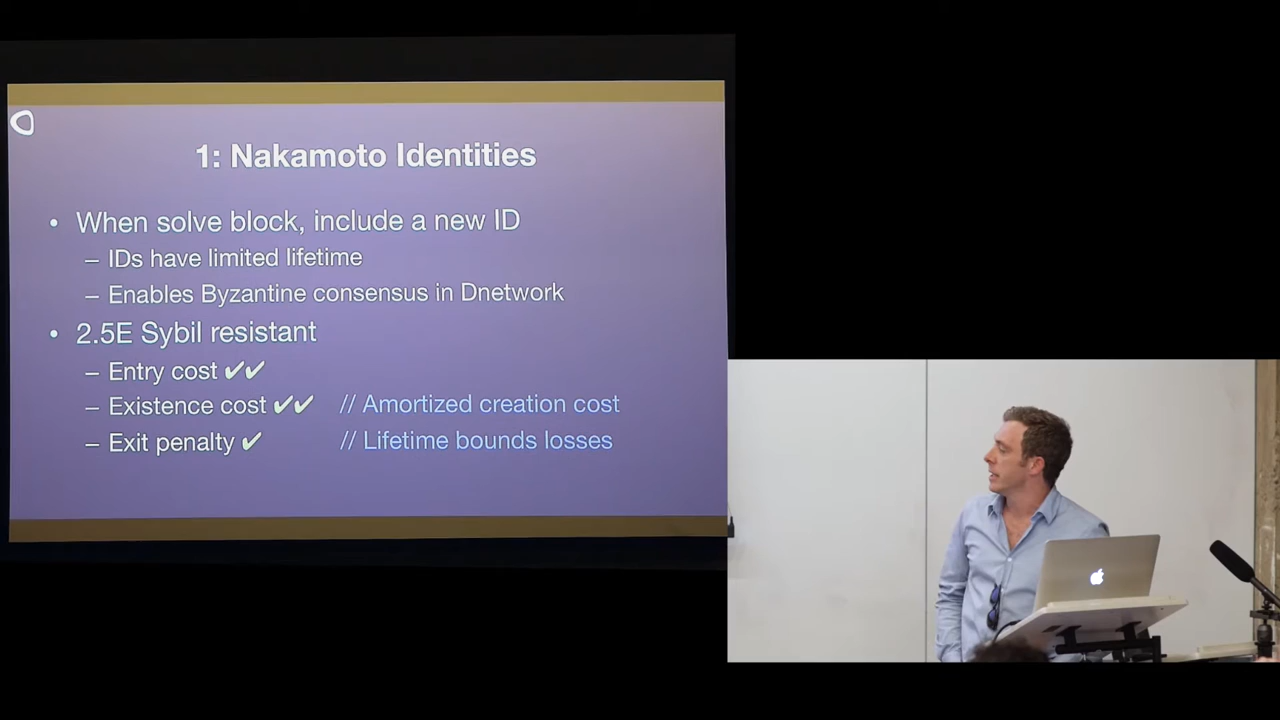 1: Nakamoto Identities
• When solve block, include a new ID
– IDs have limited lifetime
– Enables Byzantine consensus in Dnetwork
• 2.5E Sybil resistant
– Entry cost ✔✔
– Existence cost ✔✔ // Amortized creation cost
– Exit penalty ✔ // Lifetime bounds losses